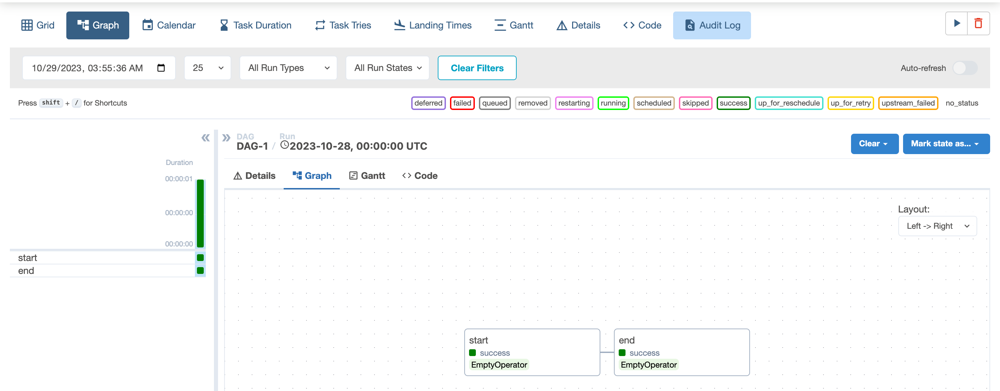 Grid Graph Calendar Task Duration Task Tries Landing Times Gantt Details Code Audit Log
10/29/2023, 03:55:36 AM 25 All Run Types All Run States Clear Filters Auto-refresh
Press shift + / for Shortcuts deferred failed queued removed restarting running scheduled skipped success up_for_reschedule up_for_retry upstream_failed no_status
DAG Run
DAG-1 / 2023-10-28, 00:00:00 UTC Clear Mark state as...
Duration
00:00:01
00:00:00
00:00:00
start
end
Details Graph Gantt Code
Layout:
Left -> Right
start
success
EmptyOperator
end
success
EmptyOperator